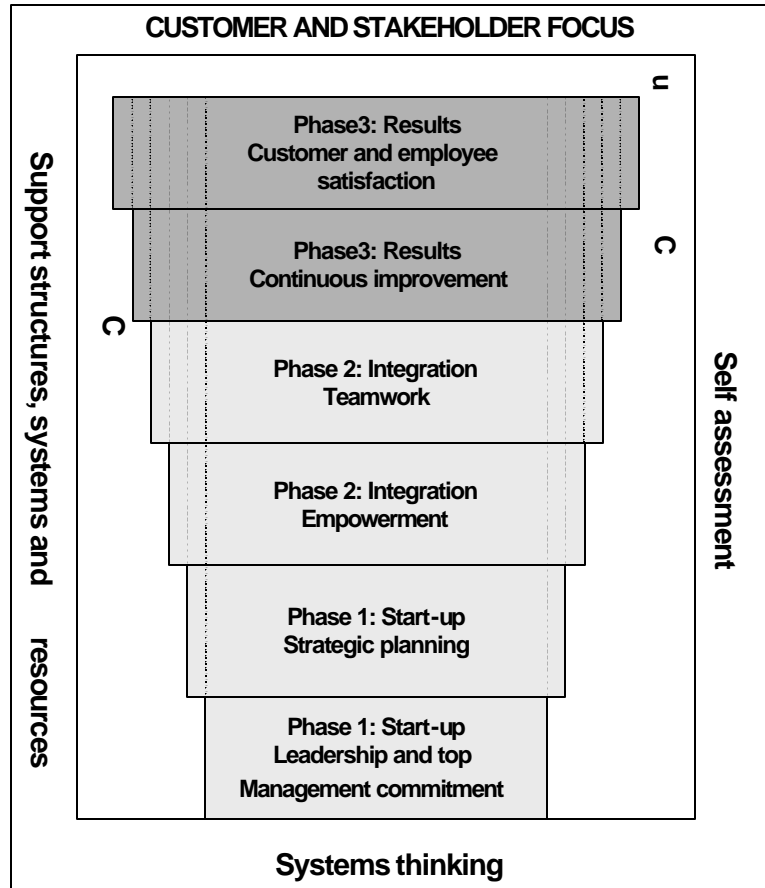 CUSTOMER AND STAKEHOLDER FOCUS
u
Phase3: Results
Customer and employee
satisfaction
C
Phase3: Results
Continuous improvement
C
Phase 2: Integration
Teamwork
Phase 2: Integration
Empowerment
Phase 1: Start-up
Strategic planning
Phase 1: Start-up
Leadership and top
Management commitment
Support structures, systems and resources
Self assessment
Systems thinking